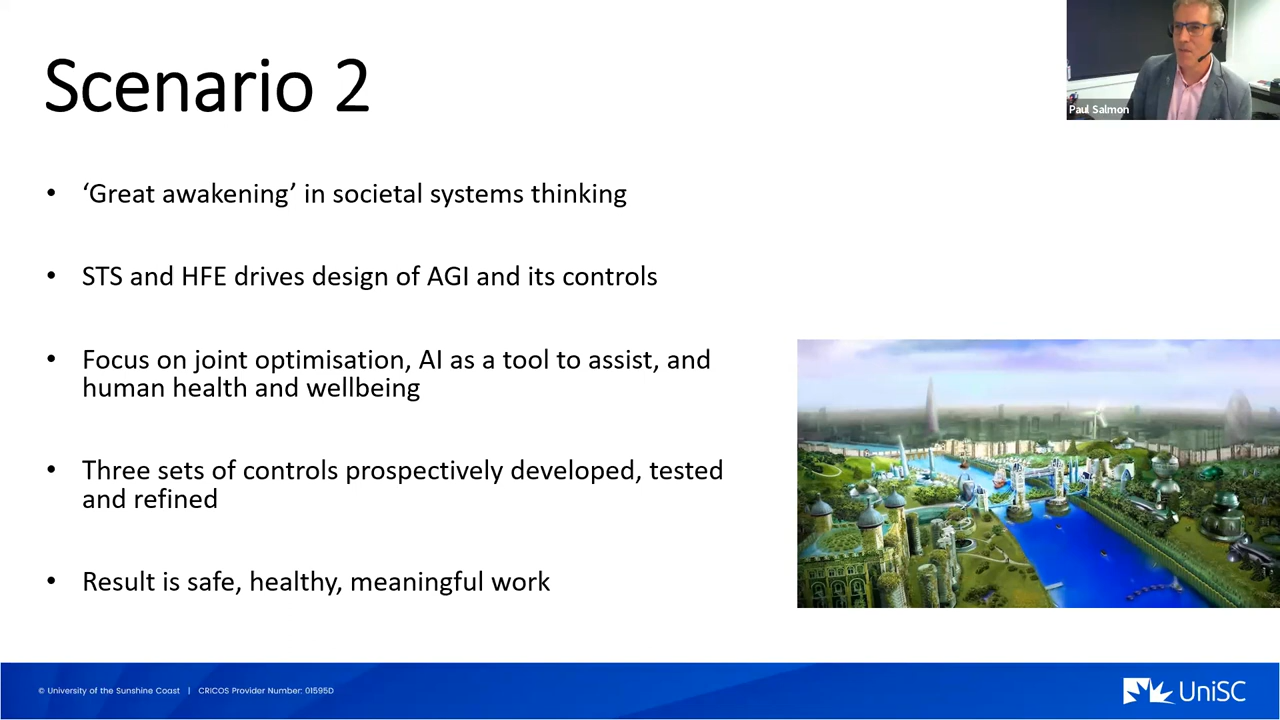 Scenario 2
Paul Salmon
• ‘Great awakening’ in societal systems thinking
• STS and HFE drives design of AGI and its controls
• Focus on joint optimisation, AI as a tool to assist, and
human health and wellbeing
• Three sets of controls prospectively developed, tested
and refined
• Result is safe, healthy, meaningful work
© University of the Sunshine Coast | CRICOS Provider Number: 01595D
UniSC